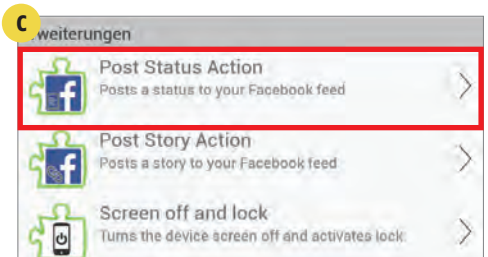 C
weiterungen
Post Status Action
Posts a status to your Facebook feed
Post Story Action
Posts a story to your Facebook feed
Screen off and lock
Turns the device screen off and activates lock